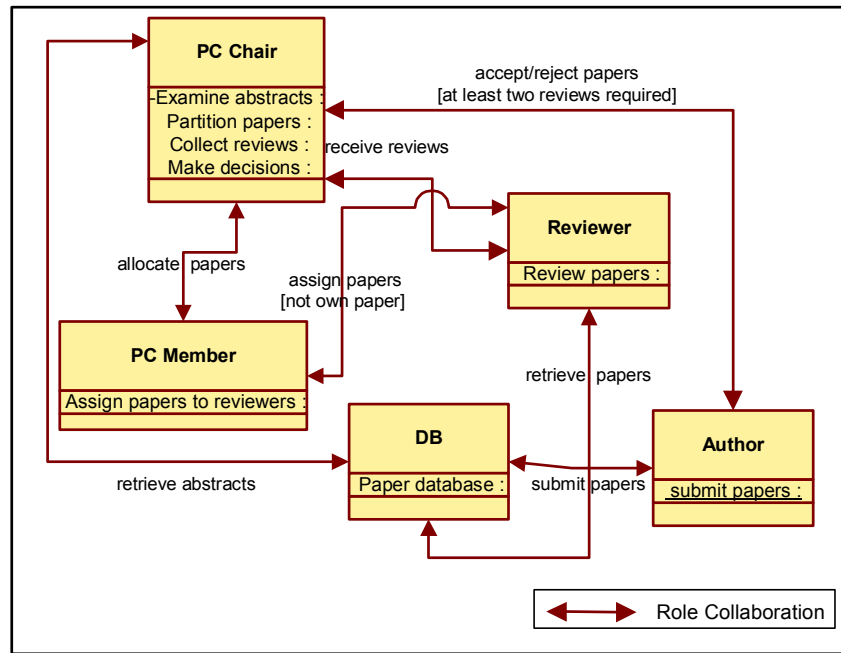 PC Chair
-Examine abstracts :
Partition papers :
Collect reviews :
Make decisions :
accept/reject papers
[at least two reviews required]
receive reviews
Reviewer
Review papers :
allocate papers
assign papers
[not own paper]
PC Member
Assign papers to reviewers :
retrieve papers
DB
Paper database :
Author
submit papers :
retrieve abstracts
submit papers
Role Collaboration